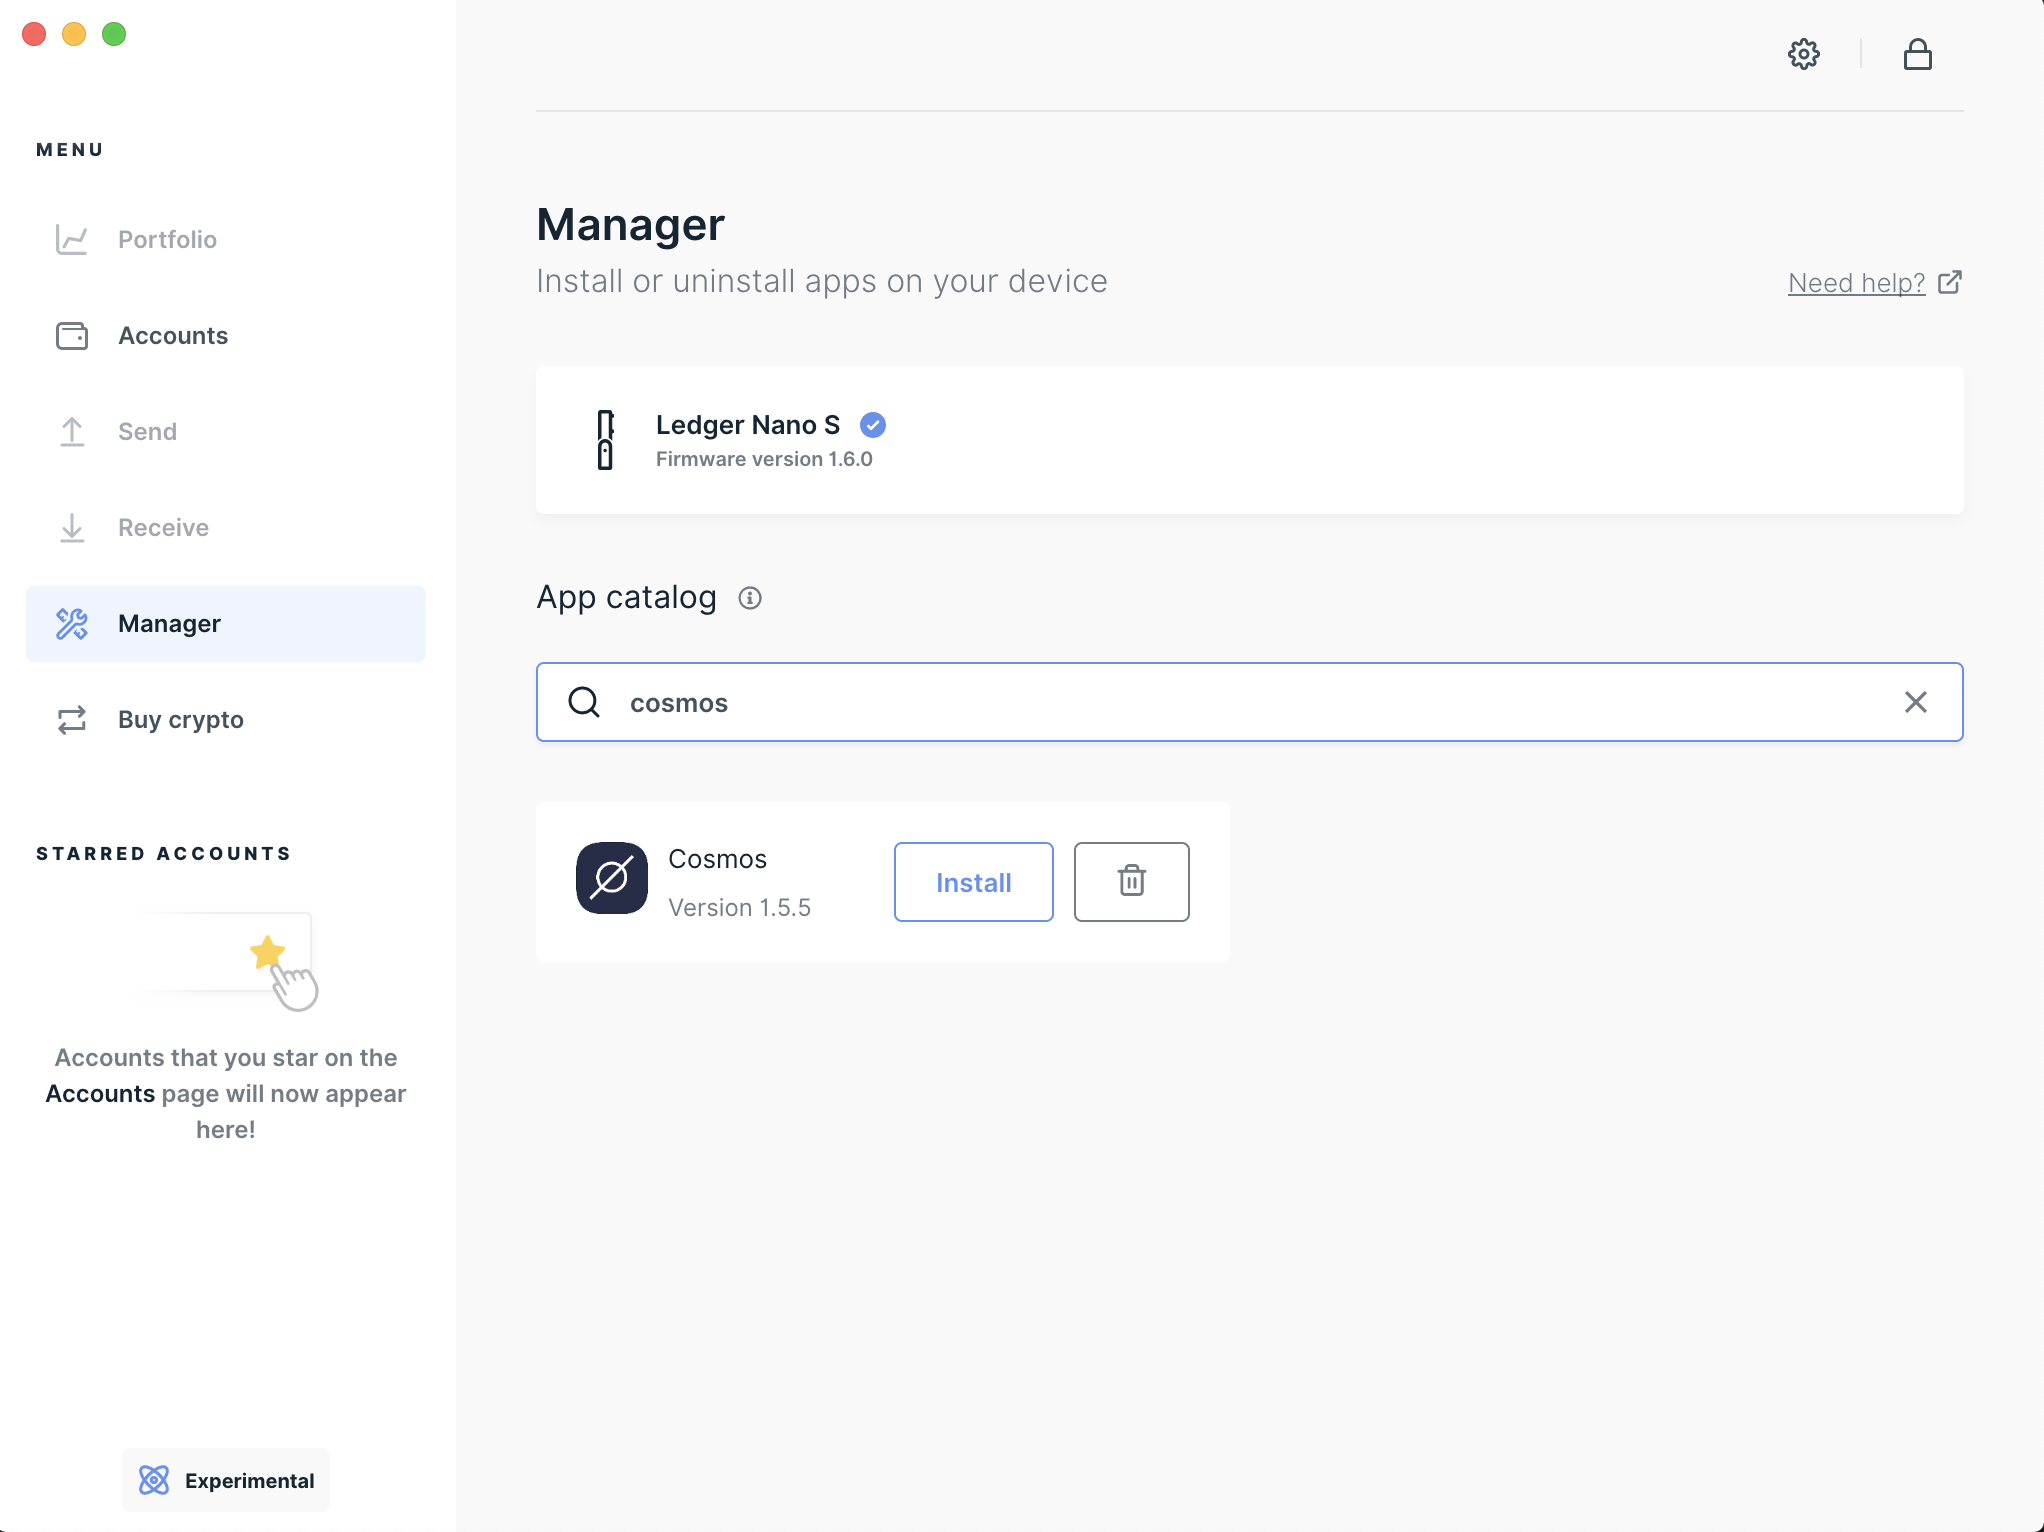 MENU
Portfolio
Accounts
Send
Receive
Manager
Buy crypto
STARRED ACCOUNTS
Accounts that you star on the
Accounts page will now appear
here!
Experimental
Manager
Install or uninstall apps on your device
Need help?
Ledger Nano S
Firmware version 1.6.0
App catalog
cosmos
Cosmos
Version 1.5.5
Install